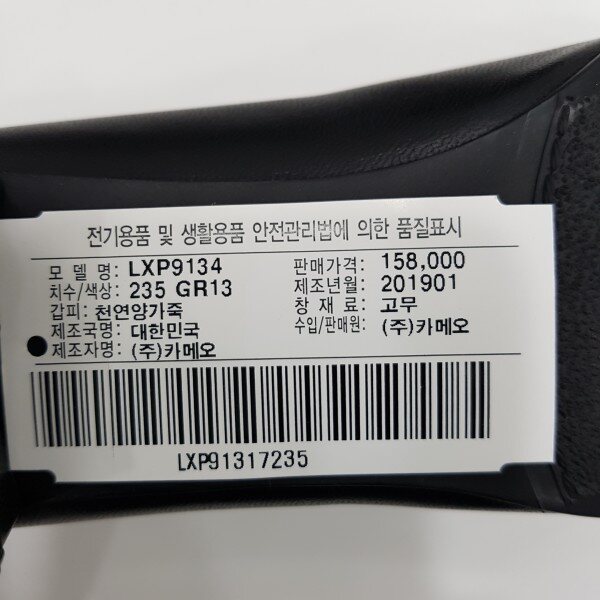 전기용품 및 생활용품 안전관리법에 의한 품질표시
모 델 명: LXP9134 판매가격: 158,000
치수/색상: 235 GR13 제조년월: 201901
갑피: 천연양가죽 창 재료: 고무
제조국명: 대한민국 수입/판매원: (주)카메오
제조자명: (주)카메오
LXP91317235